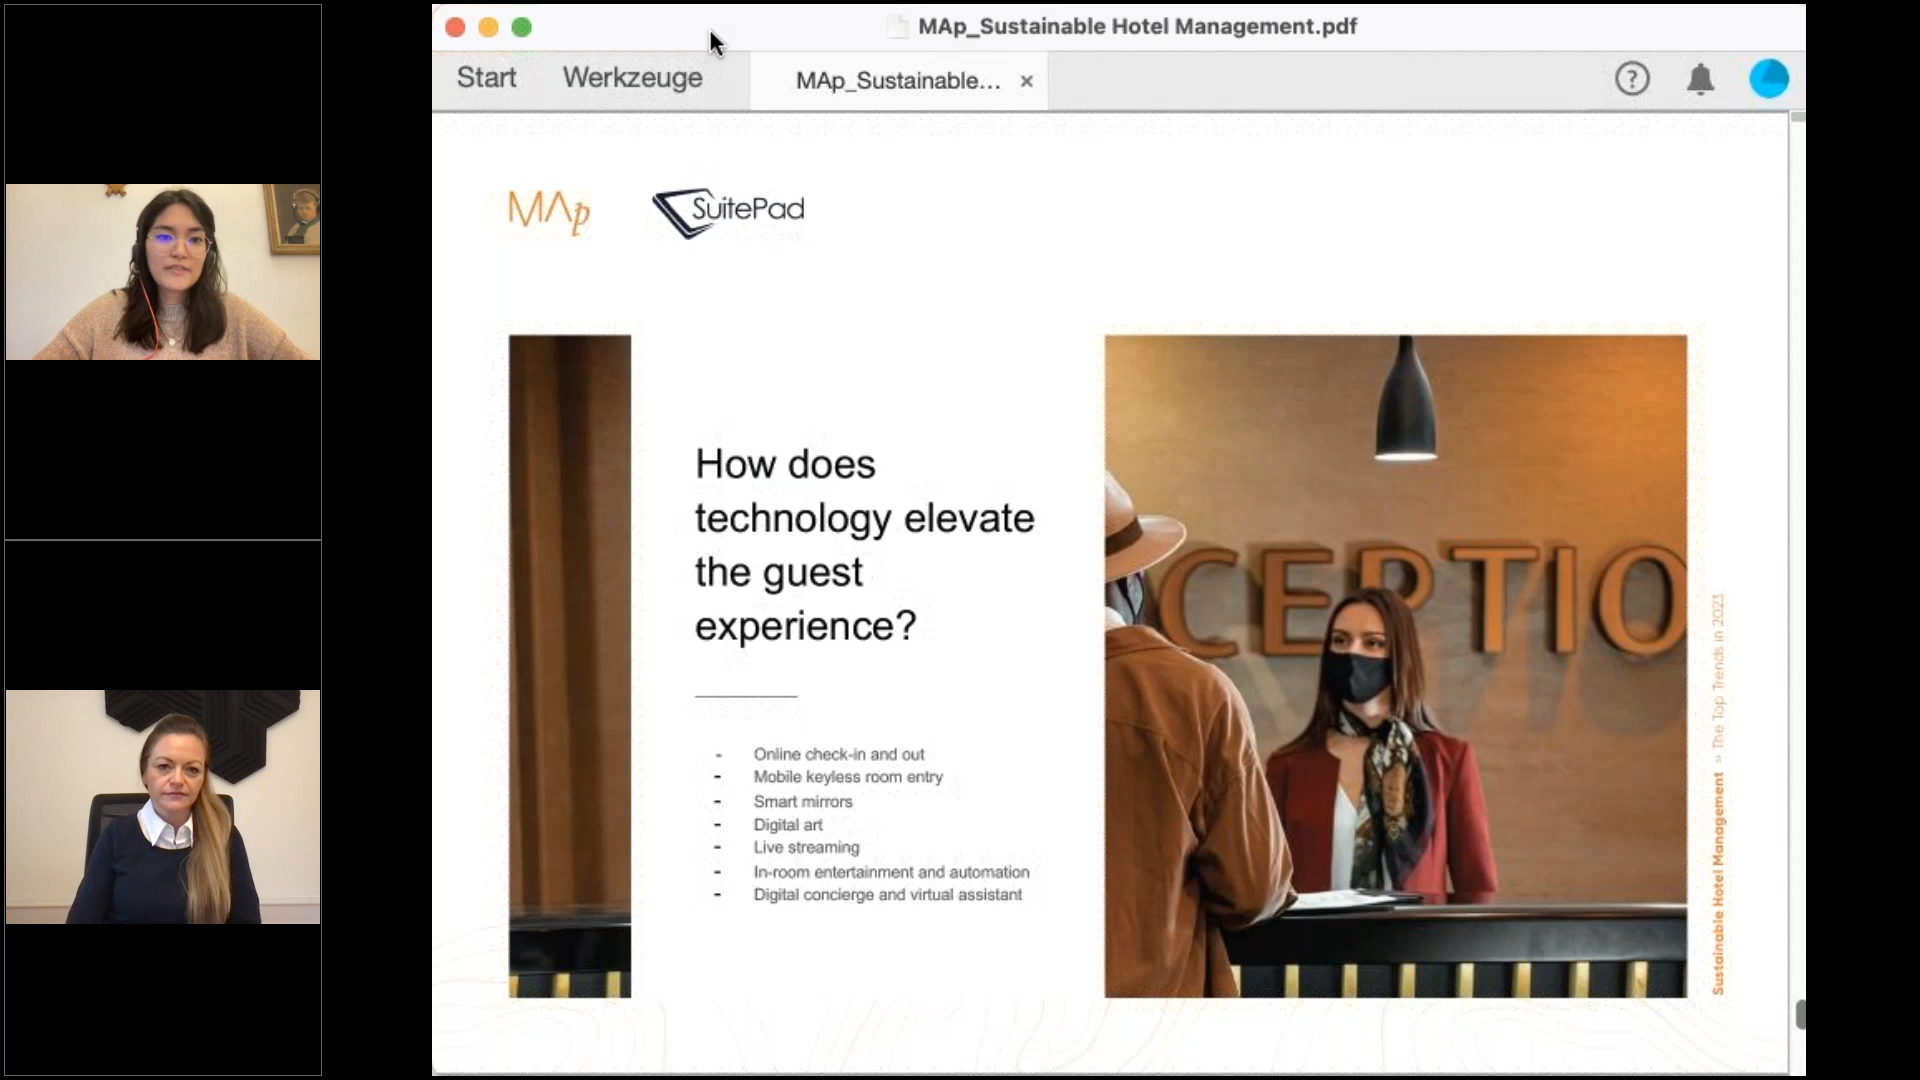 MAp_Sustainable Hotel Management.pdf
Start
Werkzeuge
MAp_Sustainable... ×
?
MAp
SuitePad
How does
technology elevate
the guest
experience?
- Online check-in and out
- Mobile keyless room entry
- Smart mirrors
- Digital art
- Live streaming
- In-room entertainment and automation
- Digital concierge and virtual assistant
CEPTIO
Sustainable Hotel Management » The Top Trends in 2023